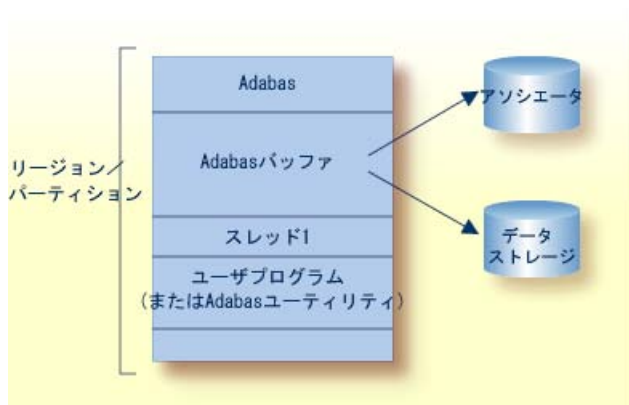 Adabas
アソシエータ
Adabasバッファ
リージョン／
パーティション
スレッド1
データ
ストレージ
ユーザプログラム
(またはAdabasユーティリティ)